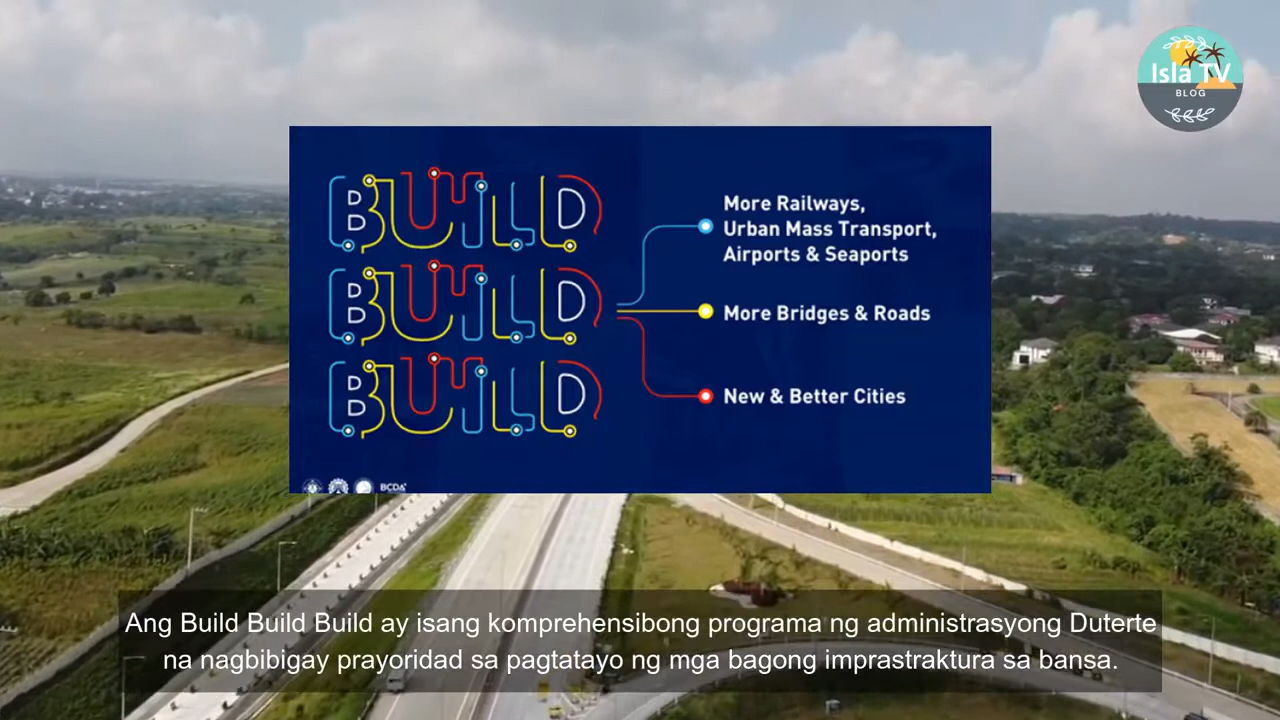 Isla TV
BLOG
BUILD
BUILD
BUILD
More Railways,
Urban Mass Transport,
Airports & Seaports
More Bridges & Roads
New & Better Cities
BCDA
Ang Build Build Build ay isang komprehensibong programa ng administrasyong Duterte
na nagbibigay prayoridad sa pagtatayo ng mga bagong imprastraktura sa bansa.